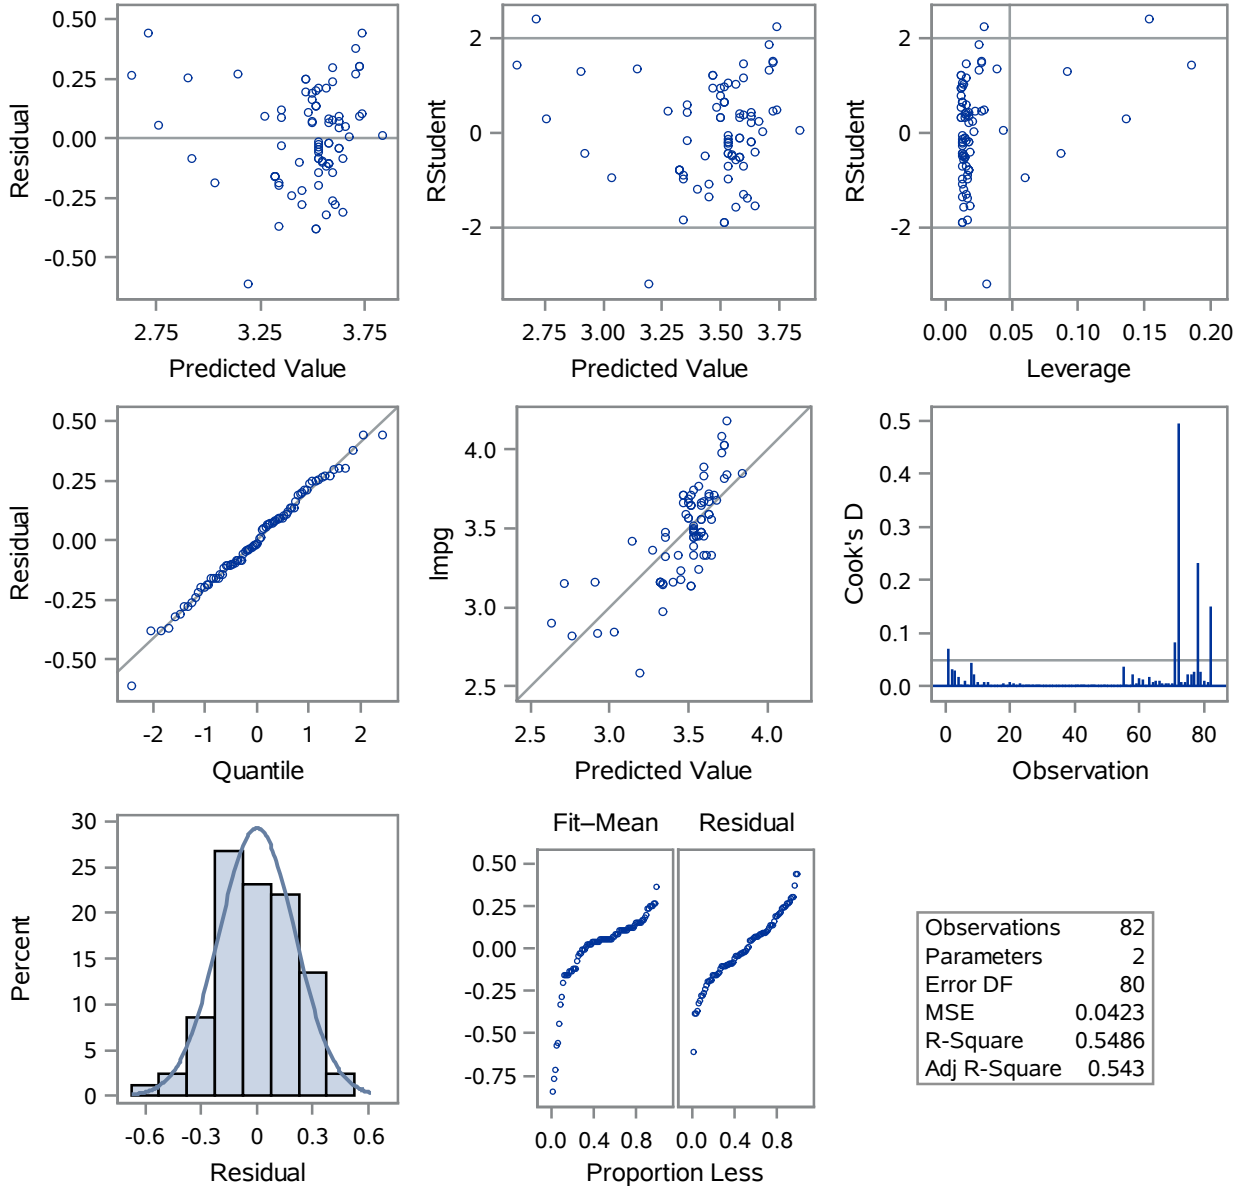 0.50
0.25
0.00
-0.25
-0.50
Residual
2.75 3.25 3.75
Predicted Value
2
0
-2
RStudent
2.75 3.00 3.25 3.50 3.75
Predicted Value
2
0
-2
RStudent
0.00 0.05 0.10 0.15 0.20
Leverage
0.50
0.25
0.00
-0.25
-0.50
Residual
-2 -1 0 1 2
Quantile
4.0
3.5
3.0
2.5
lmpg
2.5 3.0 3.5 4.0
Predicted Value
0.5
0.4
0.3
0.2
0.1
0.0
Cook's D
0 20 40 60 80
Observation
30
25
20
15
10
5
0
Percent
-0.6 -0.3 0 0.3 0.6
Residual
Fit–Mean Residual
0.50
0.25
0.00
-0.25
-0.50
-0.75
0.0 0.4 0.8 0.0 0.4 0.8
Proportion Less
Observations 82
Parameters 2
Error DF 80
MSE 0.0423
R-Square 0.5486
Adj R-Square 0.543